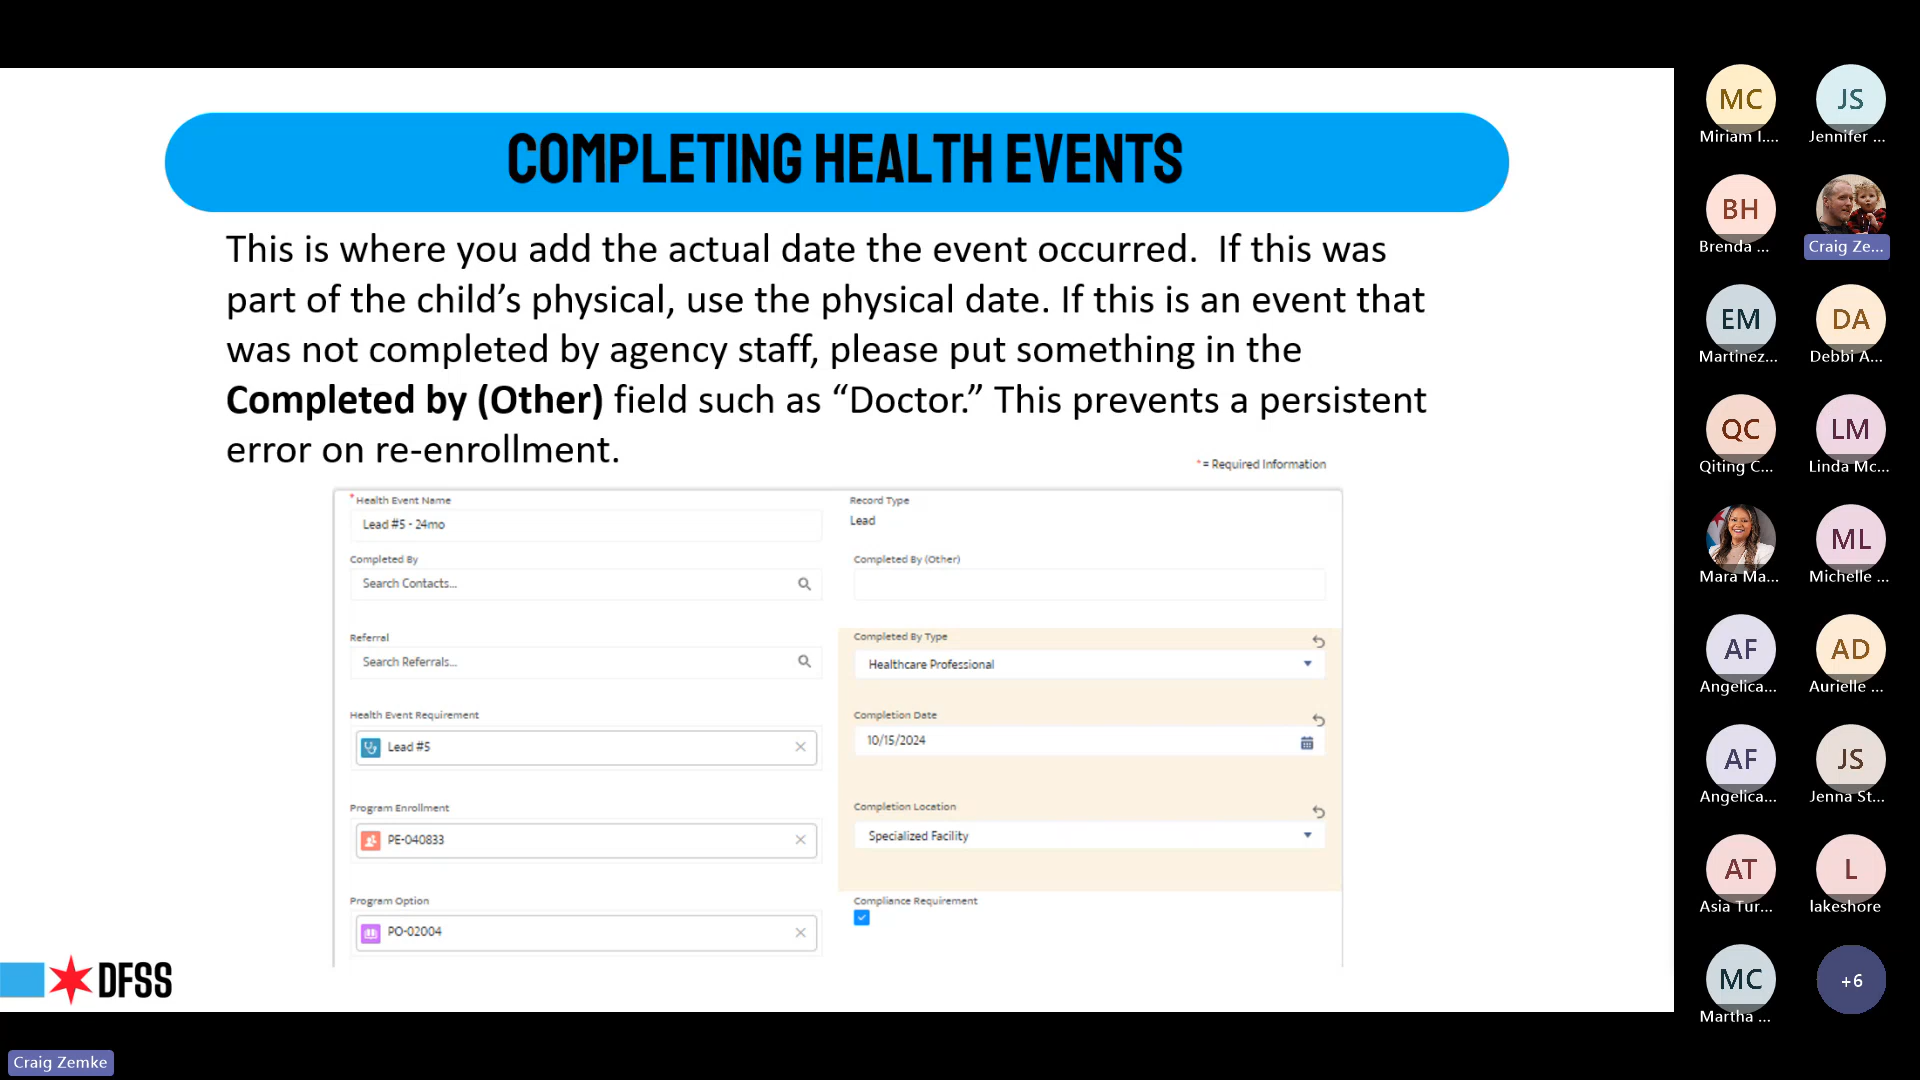 COMPLETING HEALTH EVENTS
This is where you add the actual date the event occurred.  If this was
part of the child’s physical, use the physical date. If this is an event that
was not completed by agency staff, please put something in the
Completed by (Other) field such as “Doctor.” This prevents a persistent
error on re-enrollment.
* = Required Information
* Health Event Name
Lead #5 - 24mo
Record Type
Lead
Completed By
Search Contacts...
Completed By (Other)
Referral
Search Referrals...
Completed By Type
Healthcare Professional
Health Event Requirement
Lead #5
Completion Date
10/15/2024
Program Enrollment
PE-040833
Completion Location
Specialized Facility
Program Option
PO-02004
Compliance Requirement
DFSS
Craig Zemke
MC
Miriam I....
JS
Jennifer ...
BH
Brenda ...
Craig Ze...
EM
Martinez...
DA
Debbi A...
QC
Qiting C...
LM
Linda Mc...
Mara Ma...
ML
Michelle ...
AF
Angelica...
AD
Aurielle ...
AF
Angelica...
JS
Jenna St...
AT
Asia Tur...
L
lakeshore
MC
Martha ...
+6